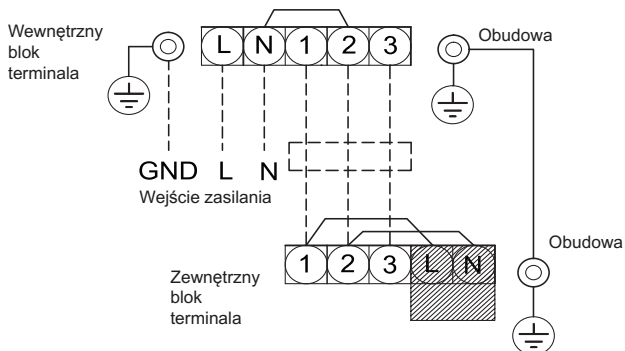 Wewnętrzny
blok
terminala
L N 1 2 3
Obudowa
GND L N
Wejście zasilania
Zewnętrzny
blok
terminala
1 2 3 L N
Obudowa